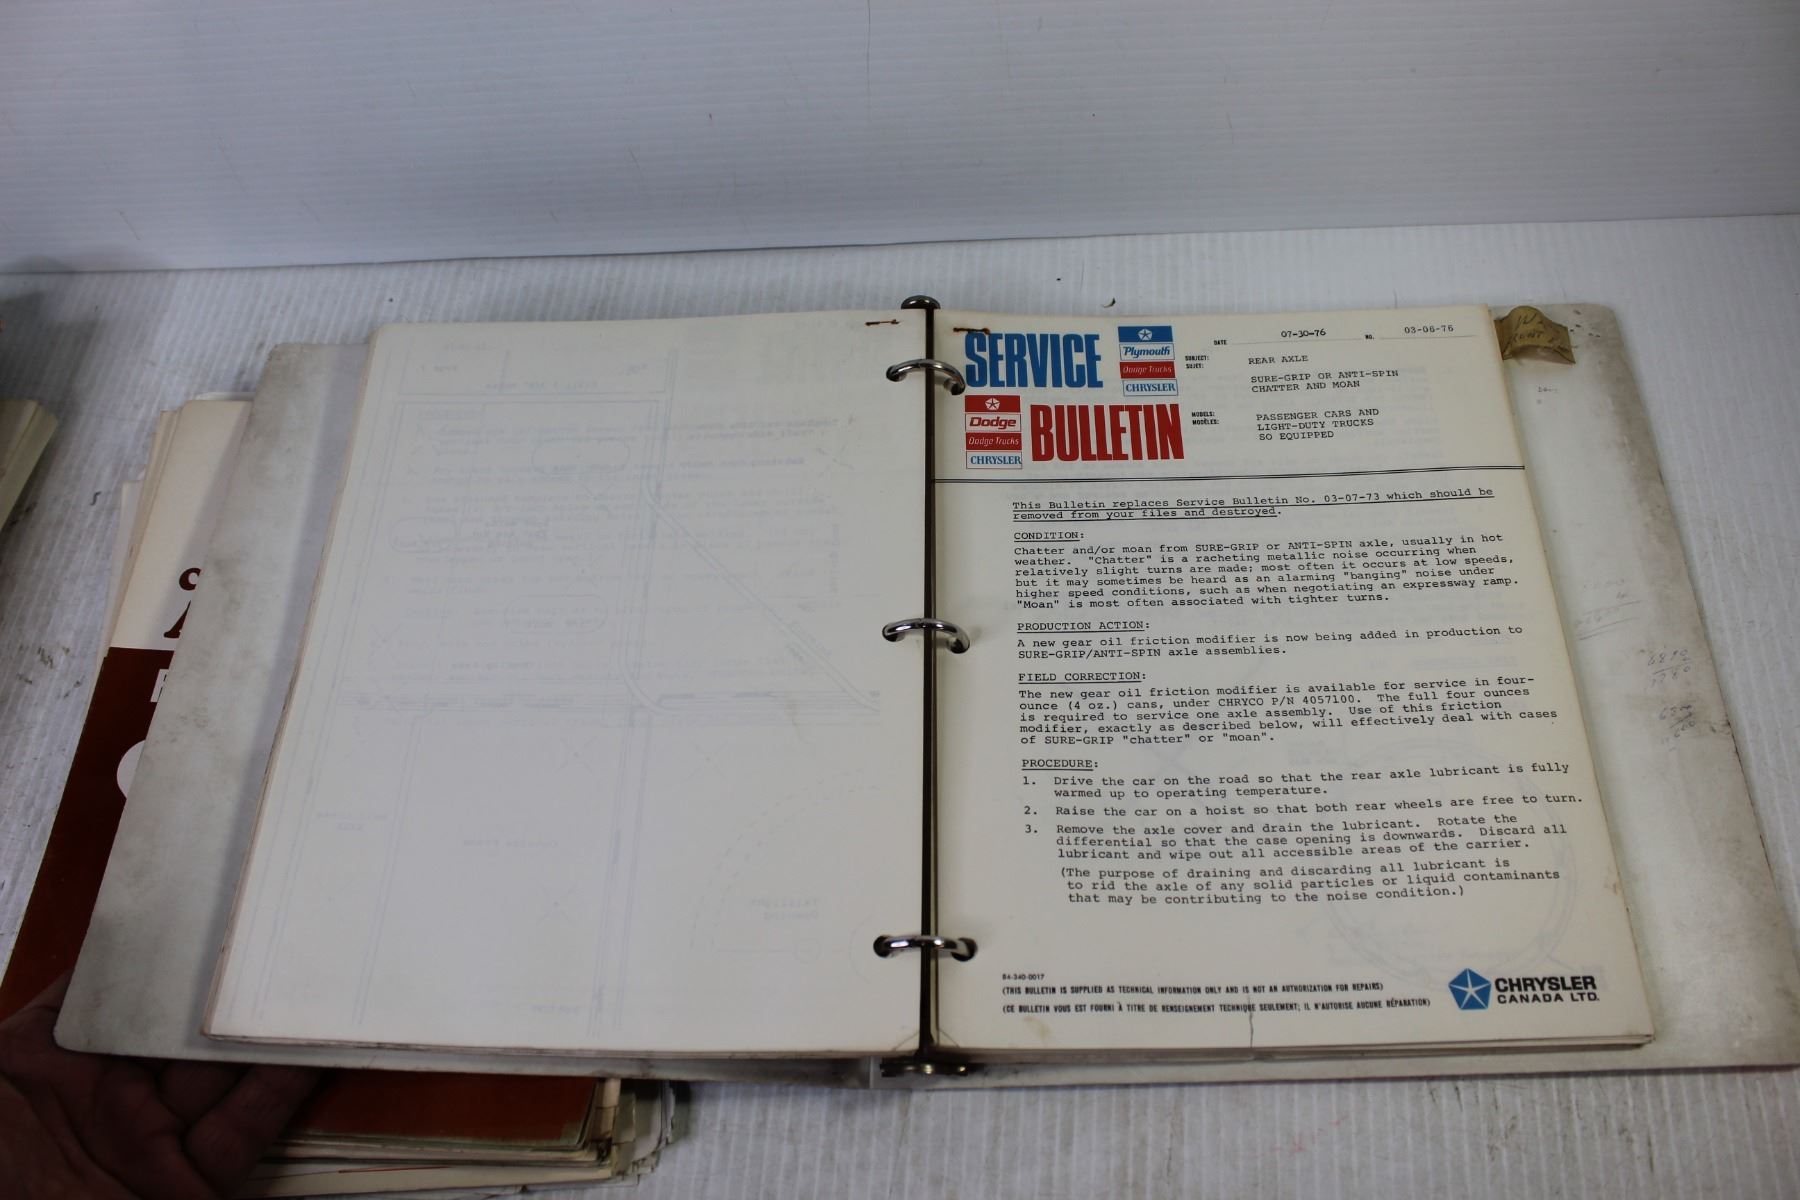 SERVICE
BULLETIN
Plymouth
Dodge Trucks
CHRYSLER
Dodge
Dodge Trucks
CHRYSLER
DATE 07-30-76 NO. 03-06-76
SUBJECT:
SUJET:
REAR AXLE
SURE-GRIP OR ANTI-SPIN
CHATTER AND MOAN
MODELS:
MODÈLES:
PASSENGER CARS AND
LIGHT-DUTY TRUCKS
SO EQUIPPED
This Bulletin replaces Service Bulletin No. 03-07-73 which should be
removed from your files and destroyed.
CONDITION:
Chatter and/or moan from SURE-GRIP or ANTI-SPIN axle, usually in hot
weather. "Chatter" is a racheting metallic noise occurring when
relatively slight turns are made; most often it occurs at low speeds,
but it may sometimes be heard as an alarming "banging" noise under
higher speed conditions, such as when negotiating an expressway ramp.
"Moan" is most often associated with tighter turns.
PRODUCTION ACTION:
A new gear oil friction modifier is now being added in production to
SURE-GRIP/ANTI-SPIN axle assemblies.
FIELD CORRECTION:
The new gear oil friction modifier is available for service in four-
ounce (4 oz.) cans, under CHRYCO P/N 4057100. The full four ounces
is required to service one axle assembly. Use of this friction
modifier, exactly as described below, will effectively deal with cases
of SURE-GRIP "chatter" or "moan".
PROCEDURE:
1. Drive the car on the road so that the rear axle lubricant is fully
warmed up to operating temperature.
2. Raise the car on a hoist so that both rear wheels are free to turn.
3. Remove the axle cover and drain the lubricant. Rotate the
differential so that the case opening is downwards. Discard all
lubricant and wipe out all accessible areas of the carrier.
(The purpose of draining and discarding all lubricant is
to rid the axle of any solid particles or liquid contaminants
that may be contributing to the noise condition.)
84-340-0017
(THIS BULLETIN IS SUPPLIED AS TECHNICAL INFORMATION ONLY AND IS NOT AN AUTHORIZATION FOR REPAIRS)
(CE BULLETIN VOUS EST FOURNI À TITRE DE RENSEIGNEMENT TECHNIQUE SEULEMENT; IL N'AUTORISE AUCUNE RÉPARATION)
CHRYSLER
CANADA LTD.